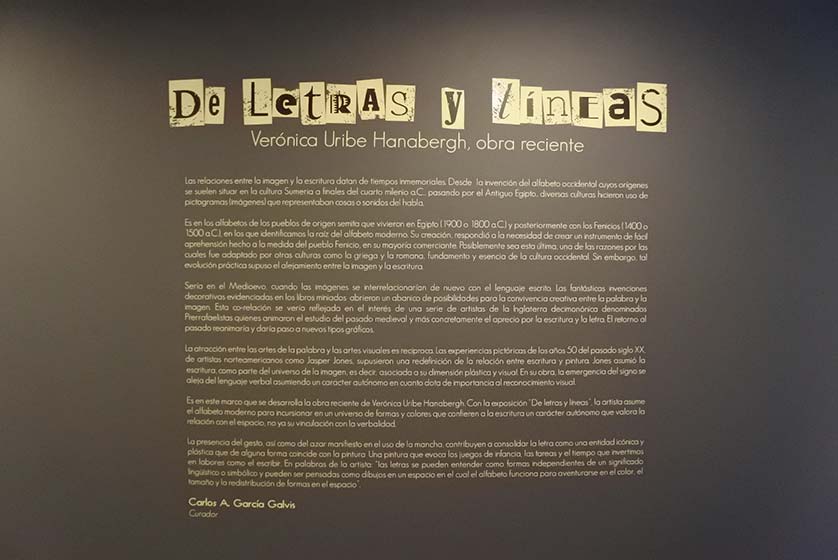 De Letras y Líneas
Verónica Uribe Hanabergh, obra reciente
Las relaciones entre la imagen y la escritura datan de tiempos inmemoriales. Desde la invención del alfabeto occidental cuyos orígenes
se suelen situar en la cultura Sumeria a finales del cuarto milenio a.C., pasando por el Antiguo Egipto, diversas culturas hicieron uso de
pictogramas (imágenes) que representaban cosas o sonidos del habla.
Es en los alfabetos de los pueblos de origen semita que vivieron en Egipto (1900 o 1800 a.C.) y posteriormente con los Fenicios (1400 o
1500 a.C.), en los que identificamos la raíz del alfabeto moderno. Su creación, respondió a la necesidad de crear un instrumento de fácil
aprehensión hecho a la medida del pueblo Fenicio, en su mayoría comerciante. Posiblemente sea esta última, una de las razones por las
cuales fue adaptado por otras culturas como la griega y la romana, fundamento y esencia de la cultura occidental. Sin embargo, tal
evolución práctica supuso el alejamiento entre la imagen y la escritura.
Sería en el Medioevo, cuando las imágenes se interrelacionarían de nuevo con el lenguaje escrito. Las fantásticas invenciones
decorativas evidenciadas en los libros miniados abrieron un abanico de posibilidades para la convivencia creativa entre la palabra y la
imagen. Esta co-relación se vería reflejada en el interés de una serie de artistas de la Inglaterra decimonónica denominados
Prerrafaelistas quienes animaron el estudio del pasado medieval y más concretamente el aprecio por la escritura y la letra. El retorno al
pasado reanimaría y daría paso a nuevos tipos gráficos.
La atracción entre las artes de la palabra y las artes visuales es recíproca. Las experiencias pictóricas de los años 50 del pasado siglo XX,
de artistas norteamericanos como Jasper Jones, supusieron una redefinición de la relación entre escritura y pintura. Jones asumió la
escritura, como parte del universo de la imagen, es decir, asociada a su dimensión plástica y visual. En su obra, la emergencia del signo se
aleja del lenguaje verbal asumiendo un carácter autónomo en cuanto dota de importancia al reconocimiento visual.
Es en este marco que se desarrolla la obra reciente de Verónica Uribe Hanabergh. Con la exposición "De letras y líneas", la artista asume
el alfabeto moderno para incursionar en un universo de formas y colores que confieren a la escritura un carácter autónomo que valora la
relación con el espacio, no ya su vinculación con la verbalidad.
La presencia del gesto, así como del azar manifiesto en el uso de la mancha, contribuyen a consolidar la letra como una entidad icónica y
plástica que de alguna forma coincide con la pintura. Una pintura que evoca los juegos de infancia, las tareas y el tiempo que invertimos
en labores como el escribir. En palabras de la artista: "las letras se pueden entender como formas independientes de un significado
lingüístico o simbólico y pueden ser pensadas como dibujos en un espacio en el cual el alfabeto funciona para aventurarse en el color, el
tamaño y la redistribución de formas en el espacio".
Carlos A. García Galvis
Curador